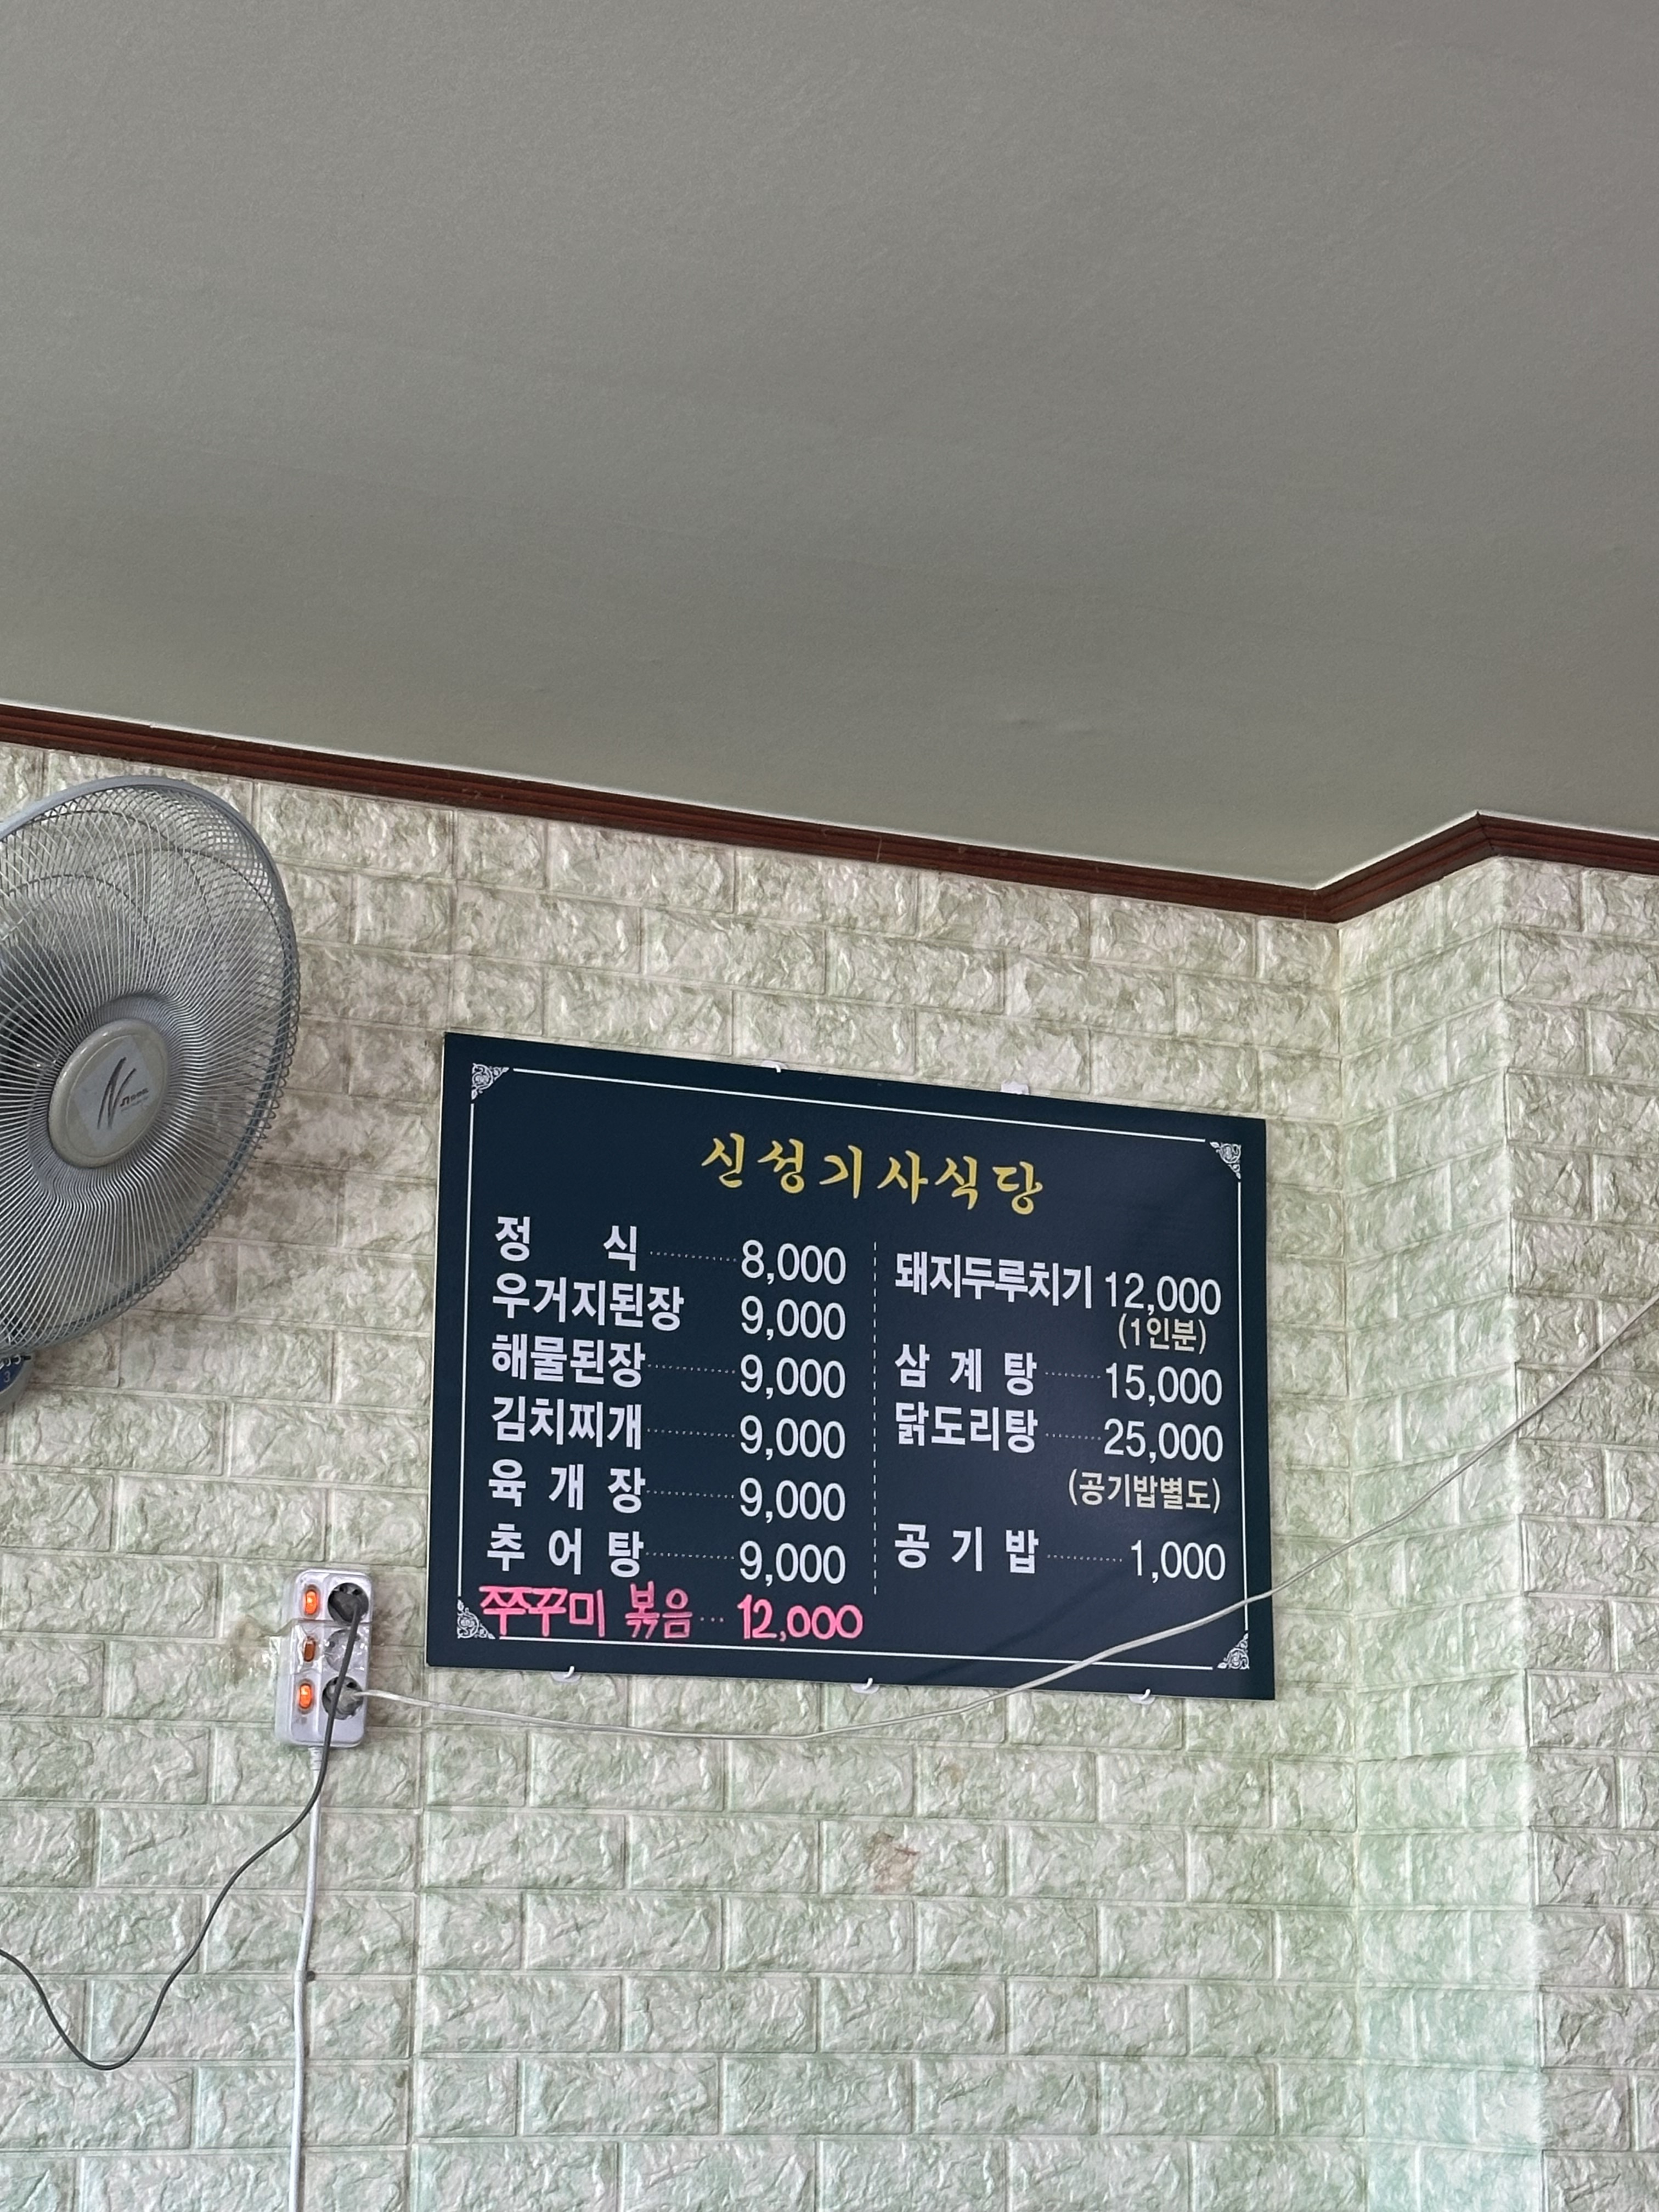 신성기사식당
정 식 8,000
우거지된장 9,000
해물된장 9,000
김치찌개 9,000
육 개 장 9,000
추 어 탕 9,000
쭈꾸미 볶음 12,000
돼지두루치기 12,000
(1인분)
삼 계 탕 15,000
닭도리탕 25,000
(공기밥별도)
공 기 밥 1,000